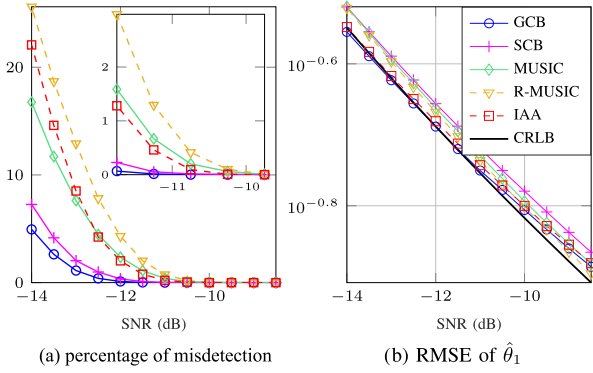 20
10
0
−14
−12
−10
SNR (dB)
2
1
0
−11
−10
(a) percentage of misdetection
10^−0.6
10^−0.8
−14
−12
−10
SNR (dB)
GCB
SCB
MUSIC
R-MUSIC
IAA
CRLB
(b) RMSE of θ̂₁